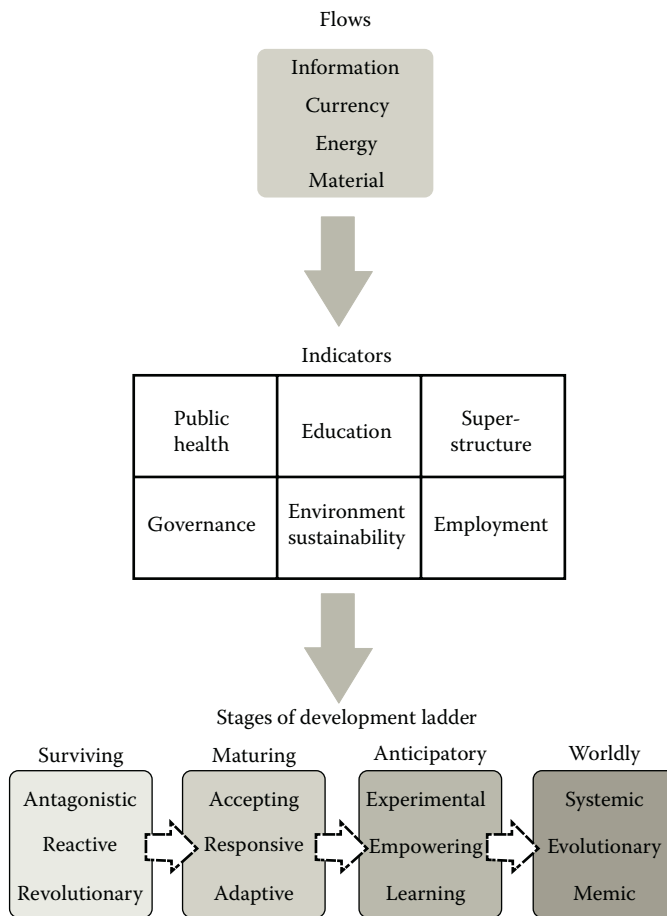 Flows
Information
Currency
Energy
Material
Indicators
Public
health
Education
Super-
structure
Governance
Environment
sustainability
Employment
Stages of development ladder
Surviving
Antagonistic
Reactive
Revolutionary
Maturing
Accepting
Responsive
Adaptive
Anticipatory
Experimental
Empowering
Learning
Worldly
Systemic
Evolutionary
Memic